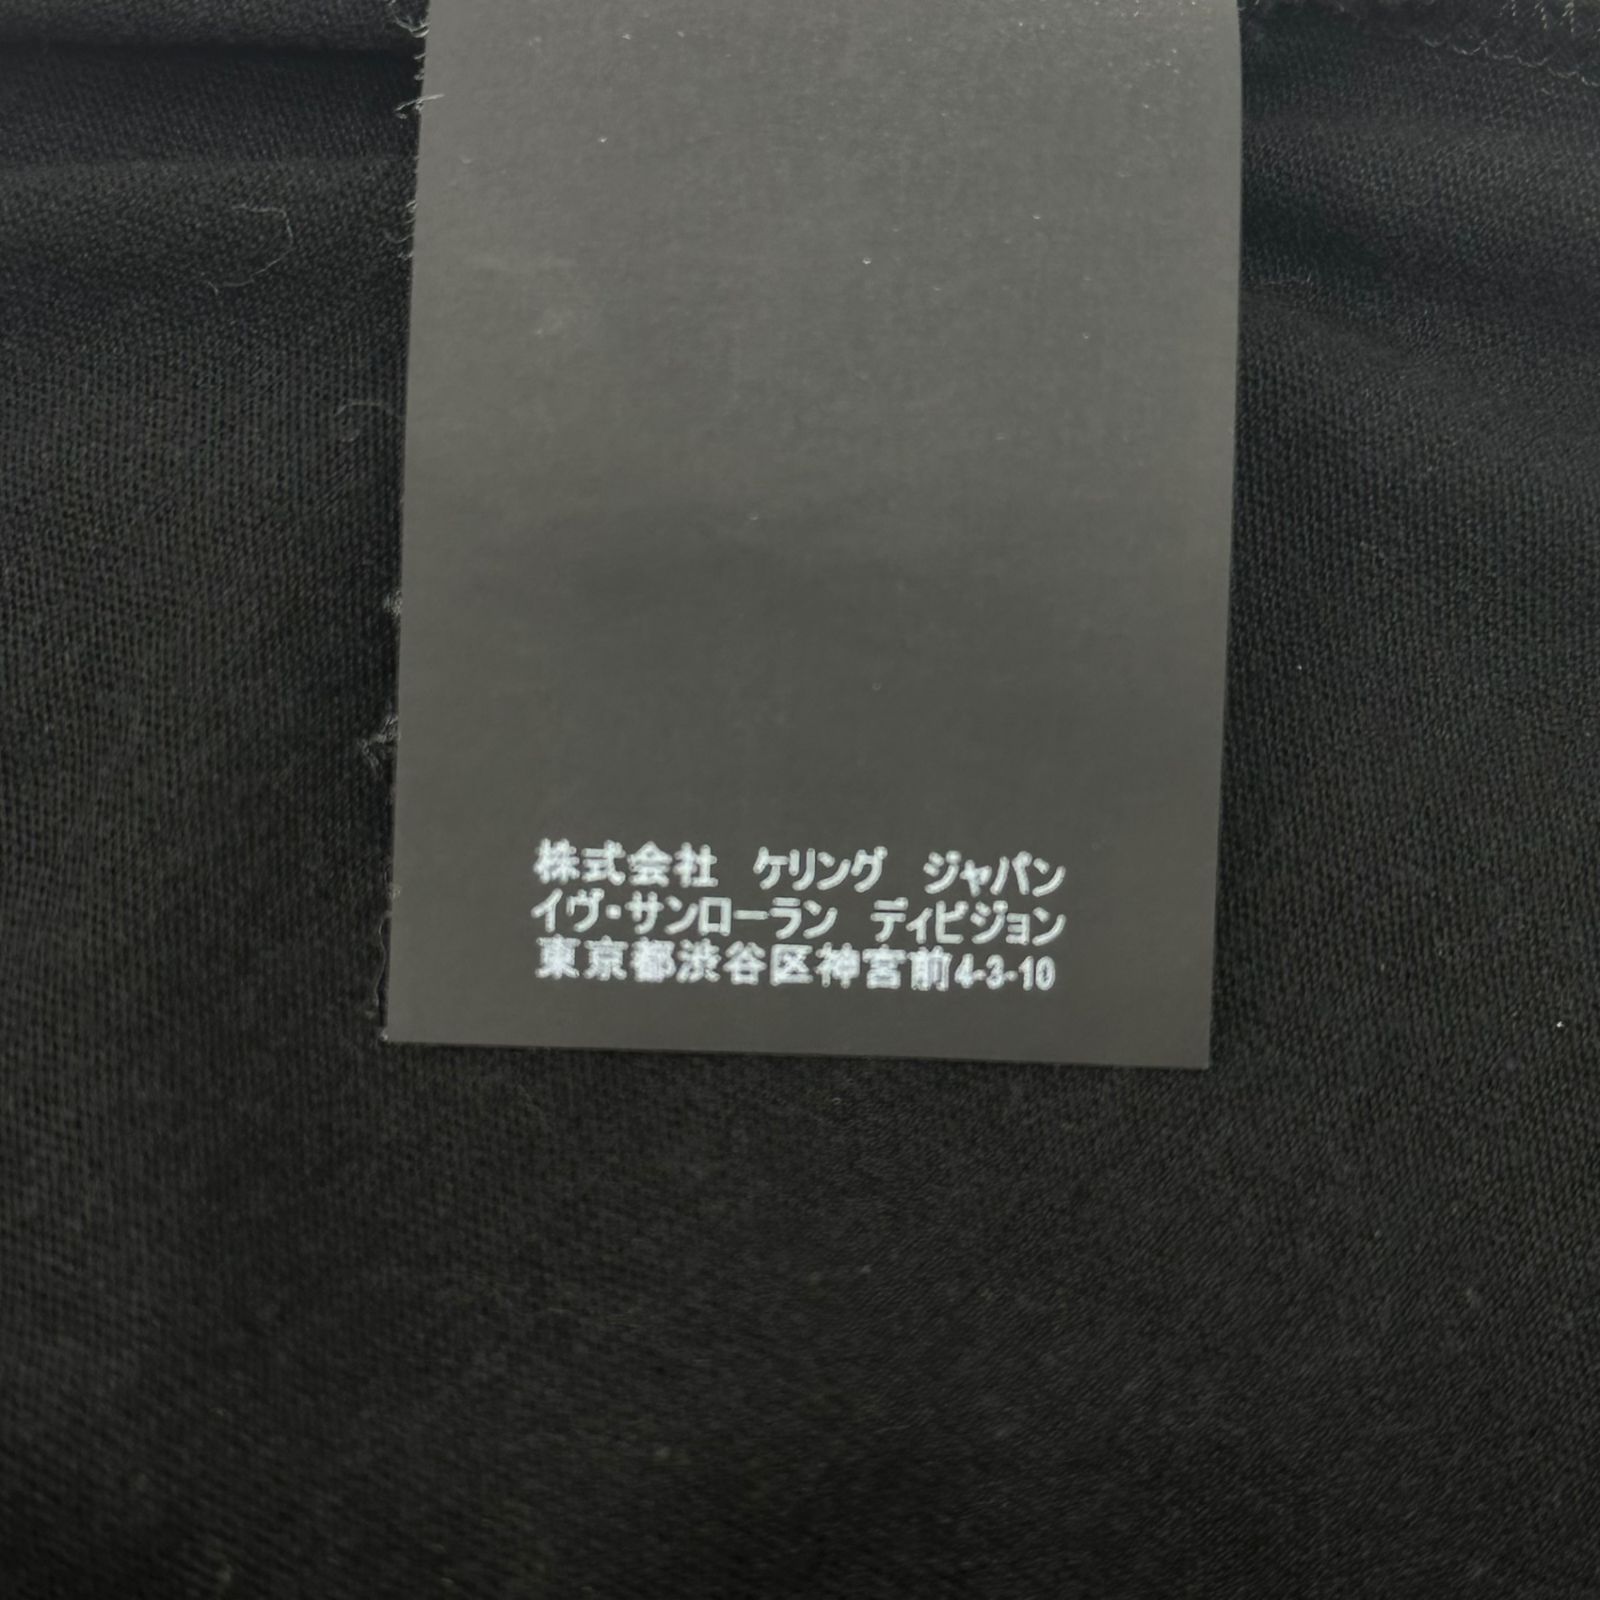 株式会社　ケリング　ジャパン
イヴ・サンローラン　ディビジョン
東京都渋谷区神宮前4-3-10